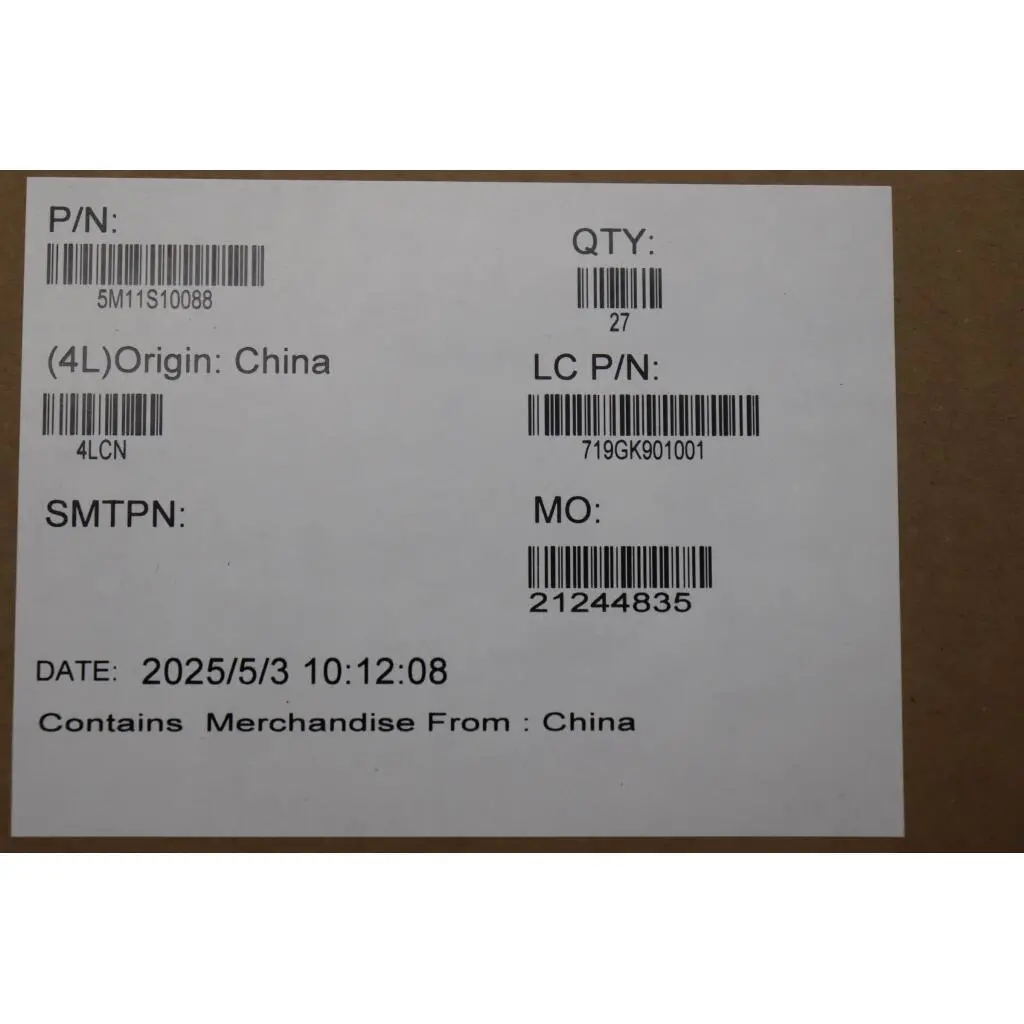 P/N:
5M11S10088
QTY:
27
(4L)Origin: China
4LCN
LC P/N:
719GK901001
SMTPN:
MO:
21244835
DATE: 2025/5/3 10:12:08
Contains Merchandise From : China